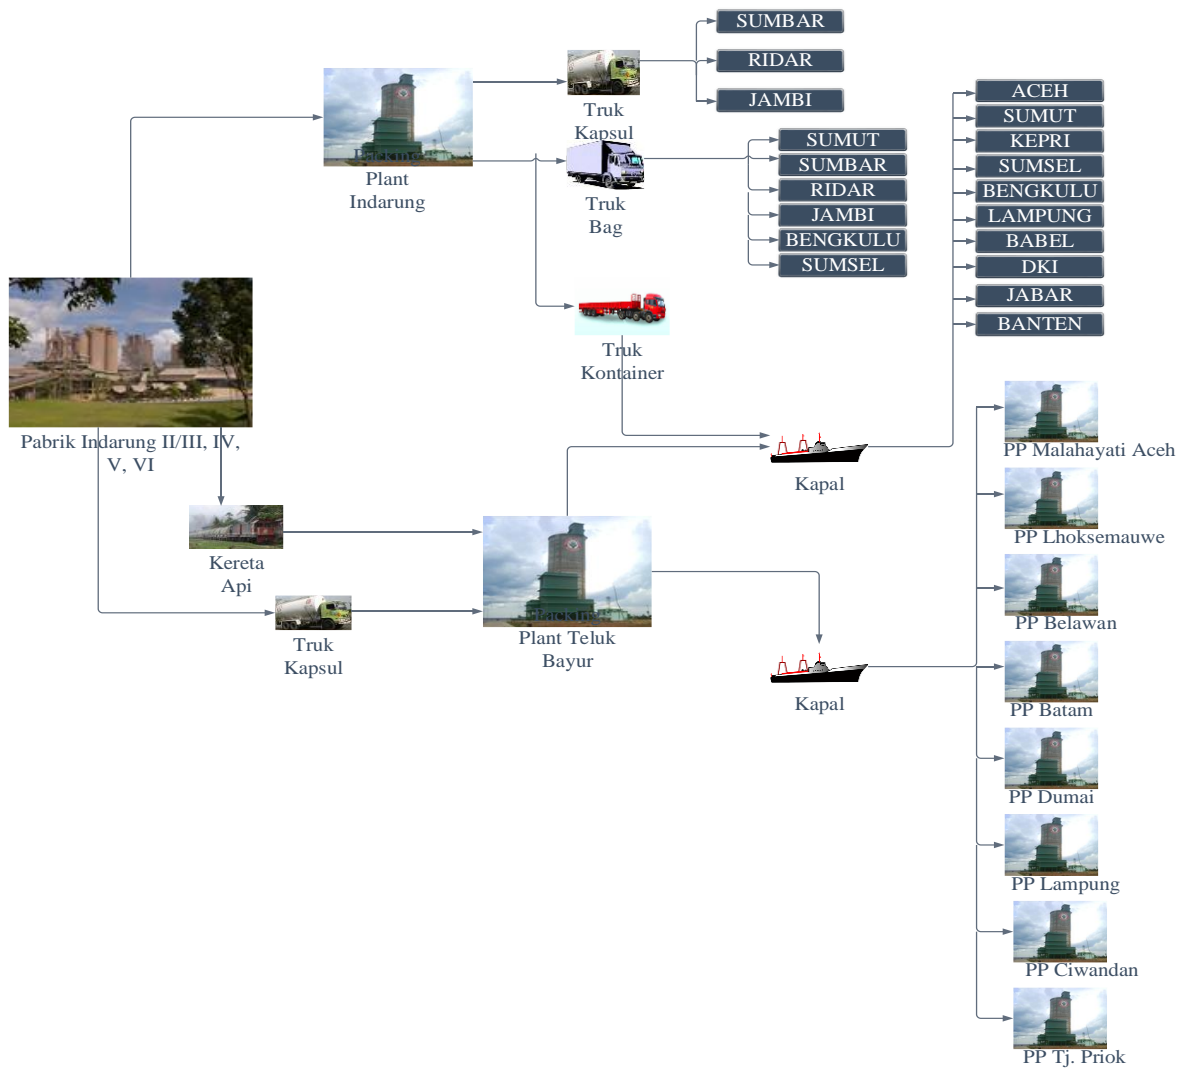 SUMBAR
RIDAR
JAMBI
Truk
Kapsul
Packing
Plant
Indarung
Truk
Bag
SUMUT
SUMBAR
RIDAR
JAMBI
BENGKULU
SUMSEL
ACEH
SUMUT
KEPRI
SUMSEL
BENGKULU
LAMPUNG
BABEL
DKI
JABAR
BANTEN
Truk
Kontainer
Pabrik Indarung II/III, IV,
V, VI
Kapal
Kereta
Api
Truk
Kapsul
Packing
Plant Teluk
Bayur
Kapal
PP Malahayati Aceh
PP Lhoksemauwe
PP Belawan
PP Batam
PP Dumai
PP Lampung
PP Ciwandan
PP Tj. Priok